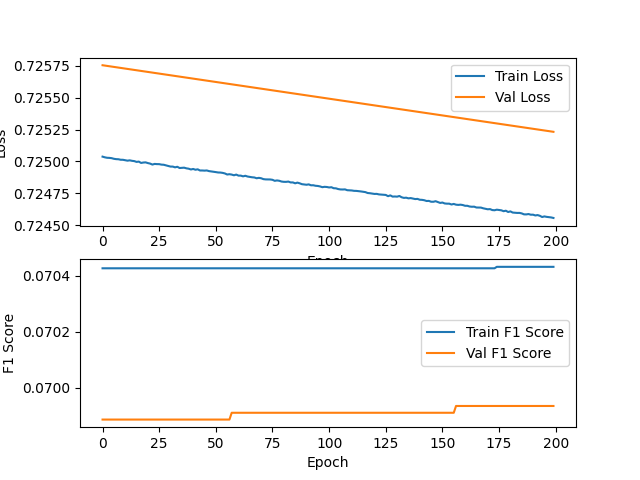 0.72575
0.72550
0.72525
0.72500
0.72475
0.72450
Loss
Train Loss
Val Loss
0 25 50 75 100 125 150 175 200
Epoch
0.0704
0.0702
0.0700
F1 Score
Train F1 Score
Val F1 Score
0 25 50 75 100 125 150 175 200
Epoch